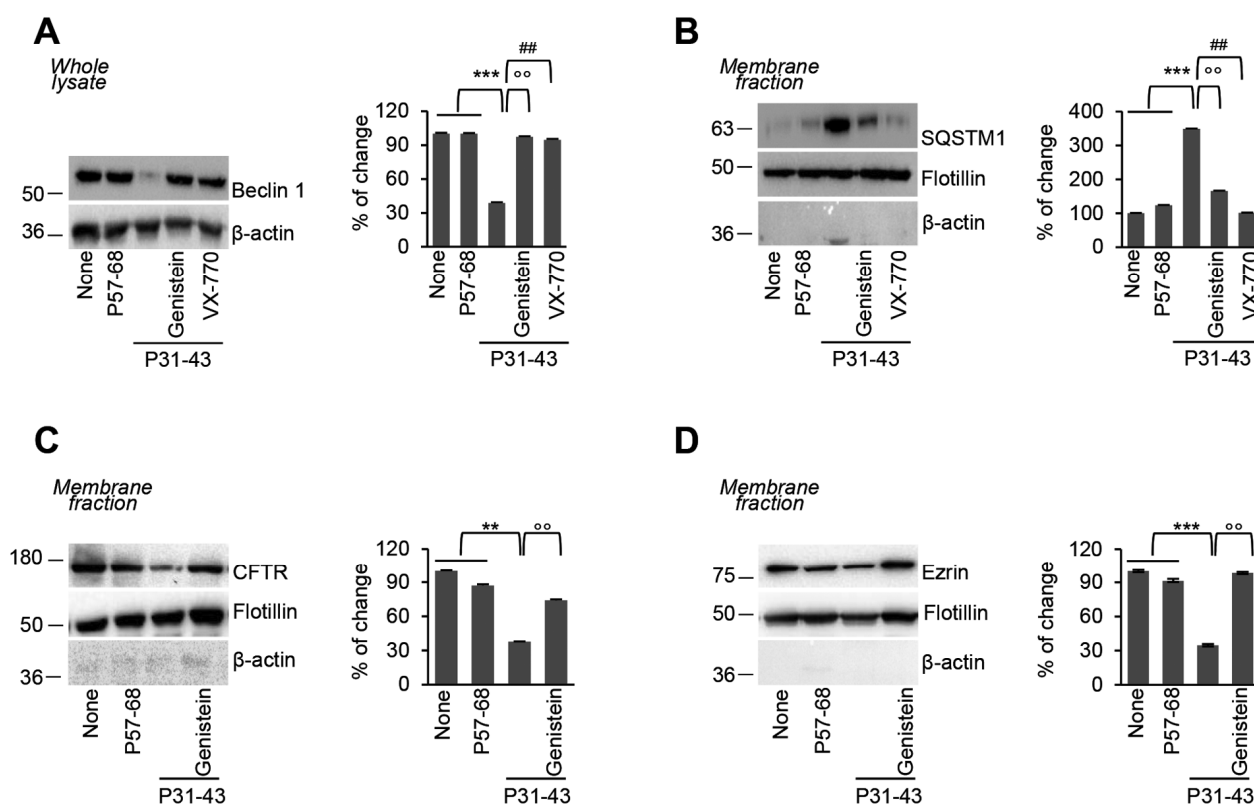 A
Whole
lysate
50
Beclin 1
36
β-actin
None
P57-68
Genistein
VX-770
P31-43
% of change
120
90
60
30
0
***
°°
##
None
P57-68
Genistein
VX-770
P31-43
B
Membrane
fraction
63
SQSTM1
50
Flotillin
36
β-actin
None
P57-68
Genistein
VX-770
P31-43
% of change
400
300
200
100
0
***
°°
##
None
P57-68
Genistein
VX-770
P31-43
C
Membrane
fraction
180
CFTR
50
Flotillin
36
β-actin
None
P57-68
Genistein
P31-43
% of change
120
90
60
30
0
**
°°
None
P57-68
Genistein
P31-43
D
Membrane
fraction
75
Ezrin
50
Flotillin
36
β-actin
None
P57-68
Genistein
P31-43
% of change
120
90
60
30
0
***
°°
None
P57-68
Genistein
P31-43